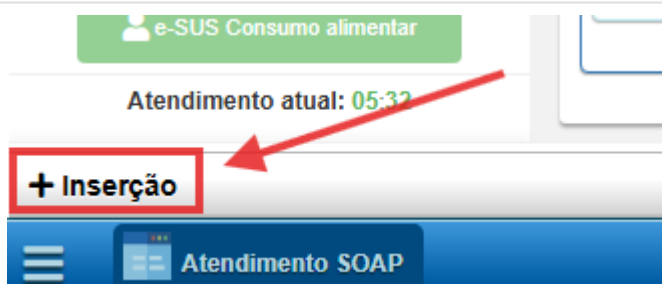 e-SUS Consumo alimentar
Atendimento atual: 05:32
+ Inserção
Atendimento SOAP